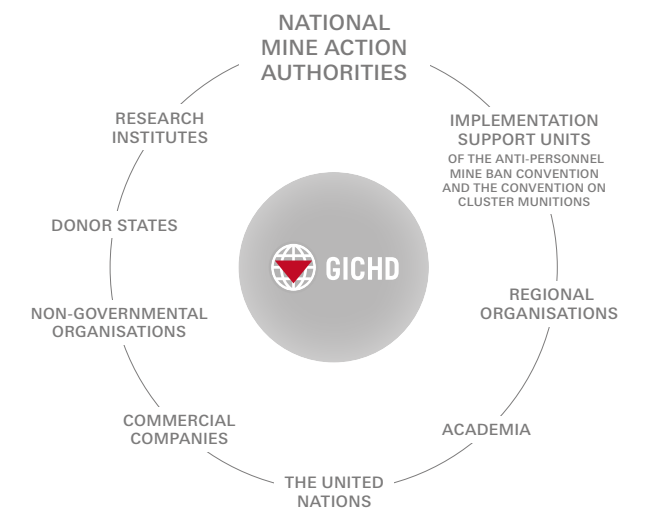 NATIONAL
MINE ACTION
AUTHORITIES
IMPLEMENTATION
SUPPORT UNITS
OF THE ANTI-PERSONNEL
MINE BAN CONVENTION
AND THE CONVENTION ON
CLUSTER MUNITIONS
REGIONAL
ORGANISATIONS
ACADEMIA
THE UNITED
NATIONS
COMMERCIAL
COMPANIES
NON-GOVERNMENTAL
ORGANISATIONS
DONOR STATES
RESEARCH
INSTITUTES
GICHD